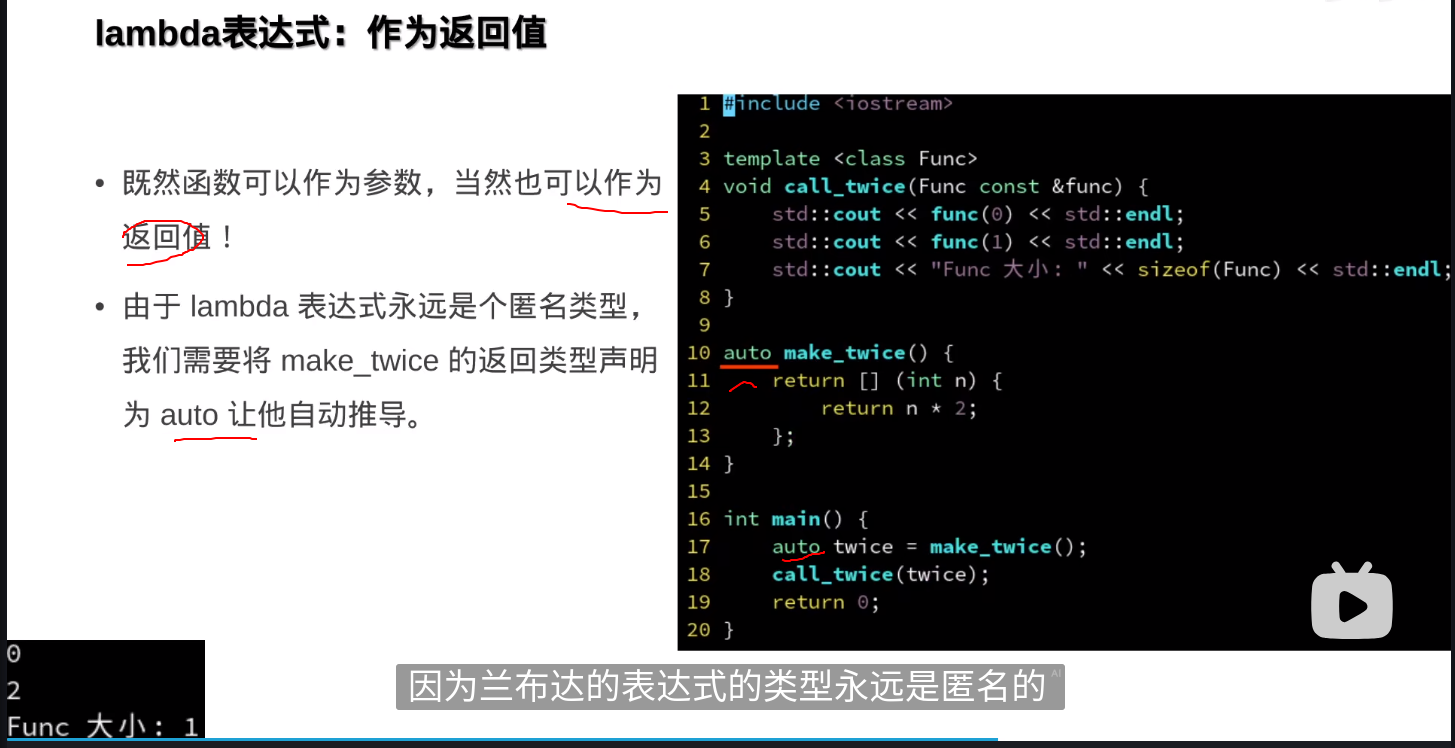 lambda表达式：作为返回值
• 既然函数可以作为参数，当然也可以作为
返回值！
• 由于 lambda 表达式永远是个匿名类型，
我们需要将 make_twice 的返回类型声明
为 auto 让他自动推导。
1 #include <iostream>
2
3 template <class Func>
4 void call_twice(Func const &func) {
5     std::cout << func(0) << std::endl;
6     std::cout << func(1) << std::endl;
7     std::cout << "Func 大小: " << sizeof(Func) << std::endl;
8 }
9
10 auto make_twice() {
11     return [] (int n) {
12         return n * 2;
13     };
14 }
15
16 int main() {
17     auto twice = make_twice();
18     call_twice(twice);
19     return 0;
20 }
0
2
Func 大小: 1
因为兰布达的表达式的类型永远是匿名的
AI